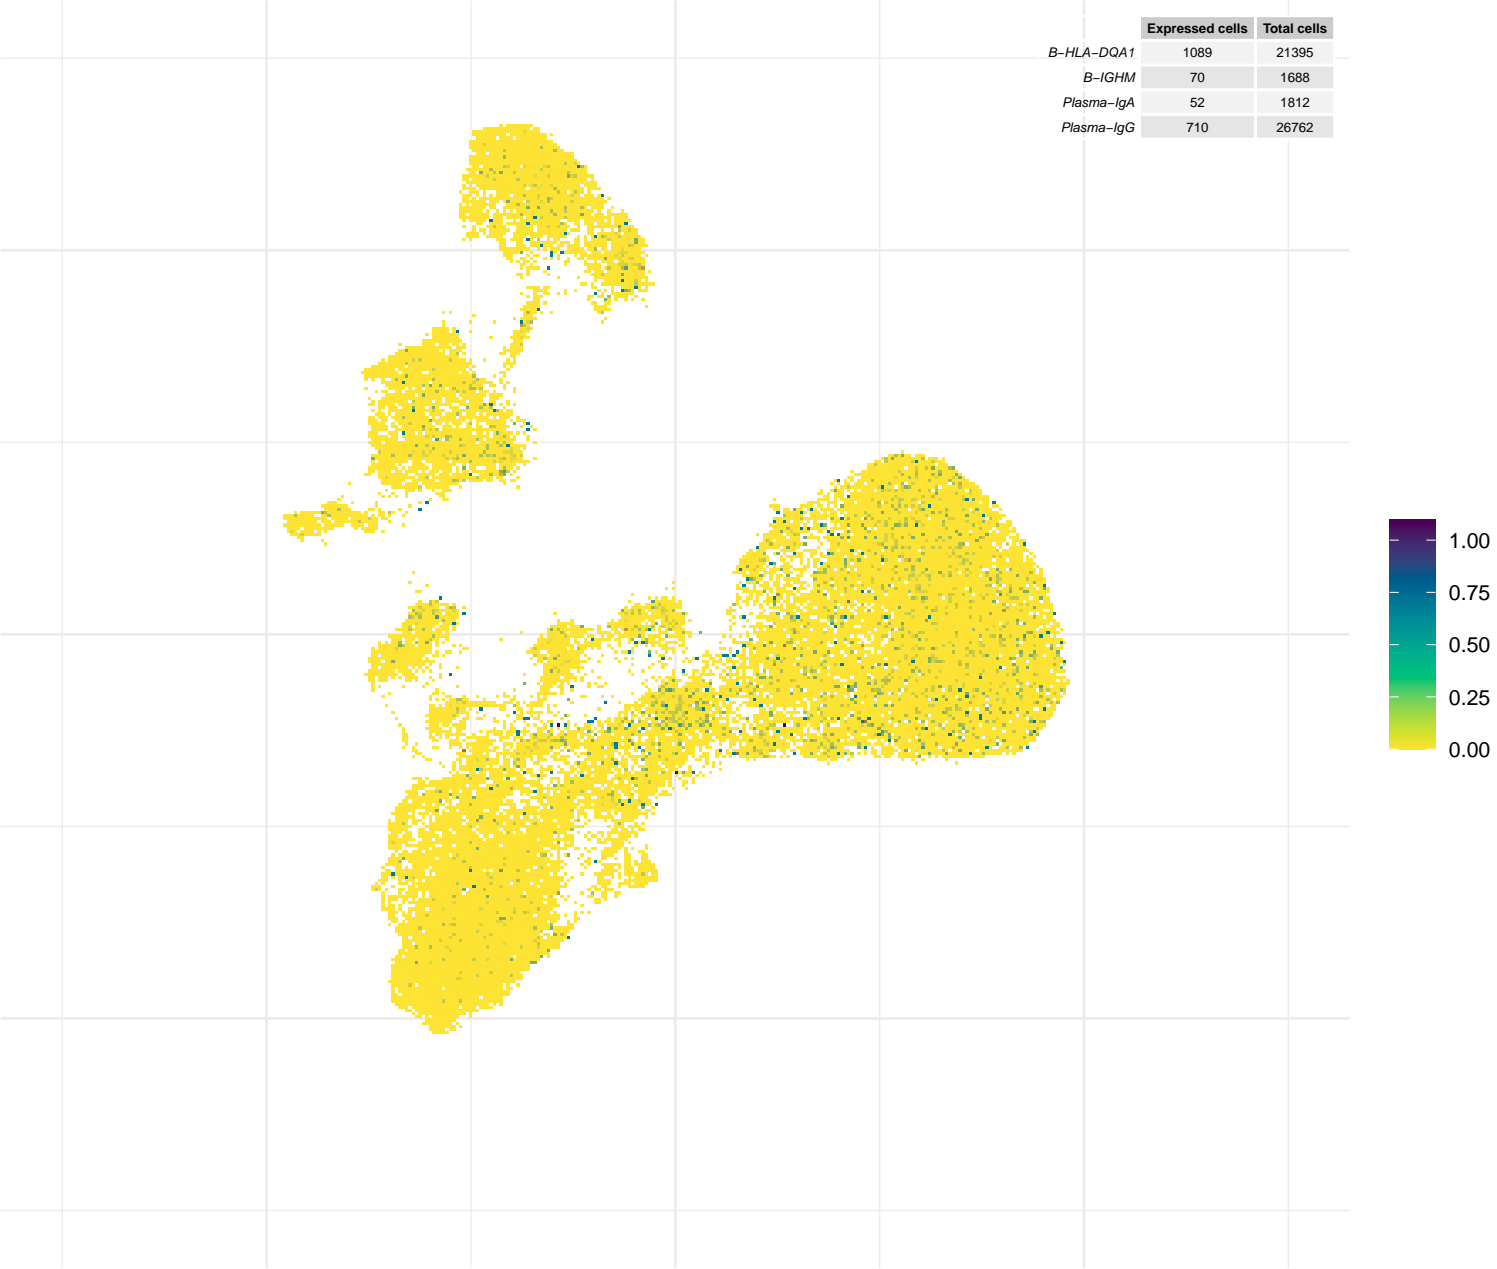 Expressed cells Total cells
B−HLA−DQA1 1089 21395
B−IGHM 70 1688
Plasma−IgA 52 1812
Plasma−IgG 710 26762
1.00
0.75
0.50
0.25
0.00